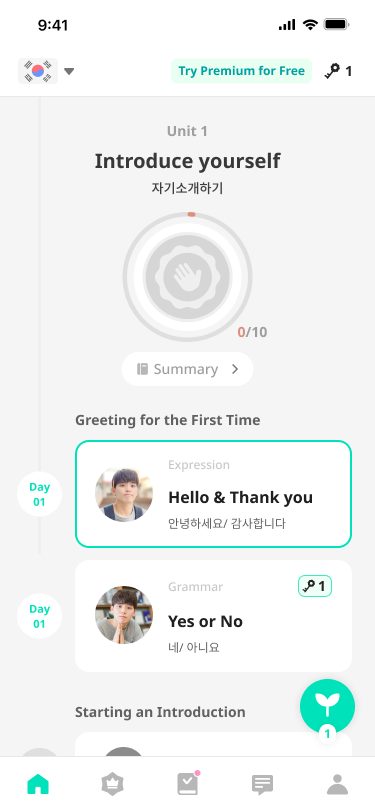 9:41
Try Premium for Free
1
Unit 1
Introduce yourself
자기소개하기
0/10
Summary
Greeting for the First Time
Day
01
Expression
Hello & Thank you
안녕하세요/ 감사합니다
Day
01
Grammar
1
Yes or No
네/ 아니요
Starting an Introduction
1